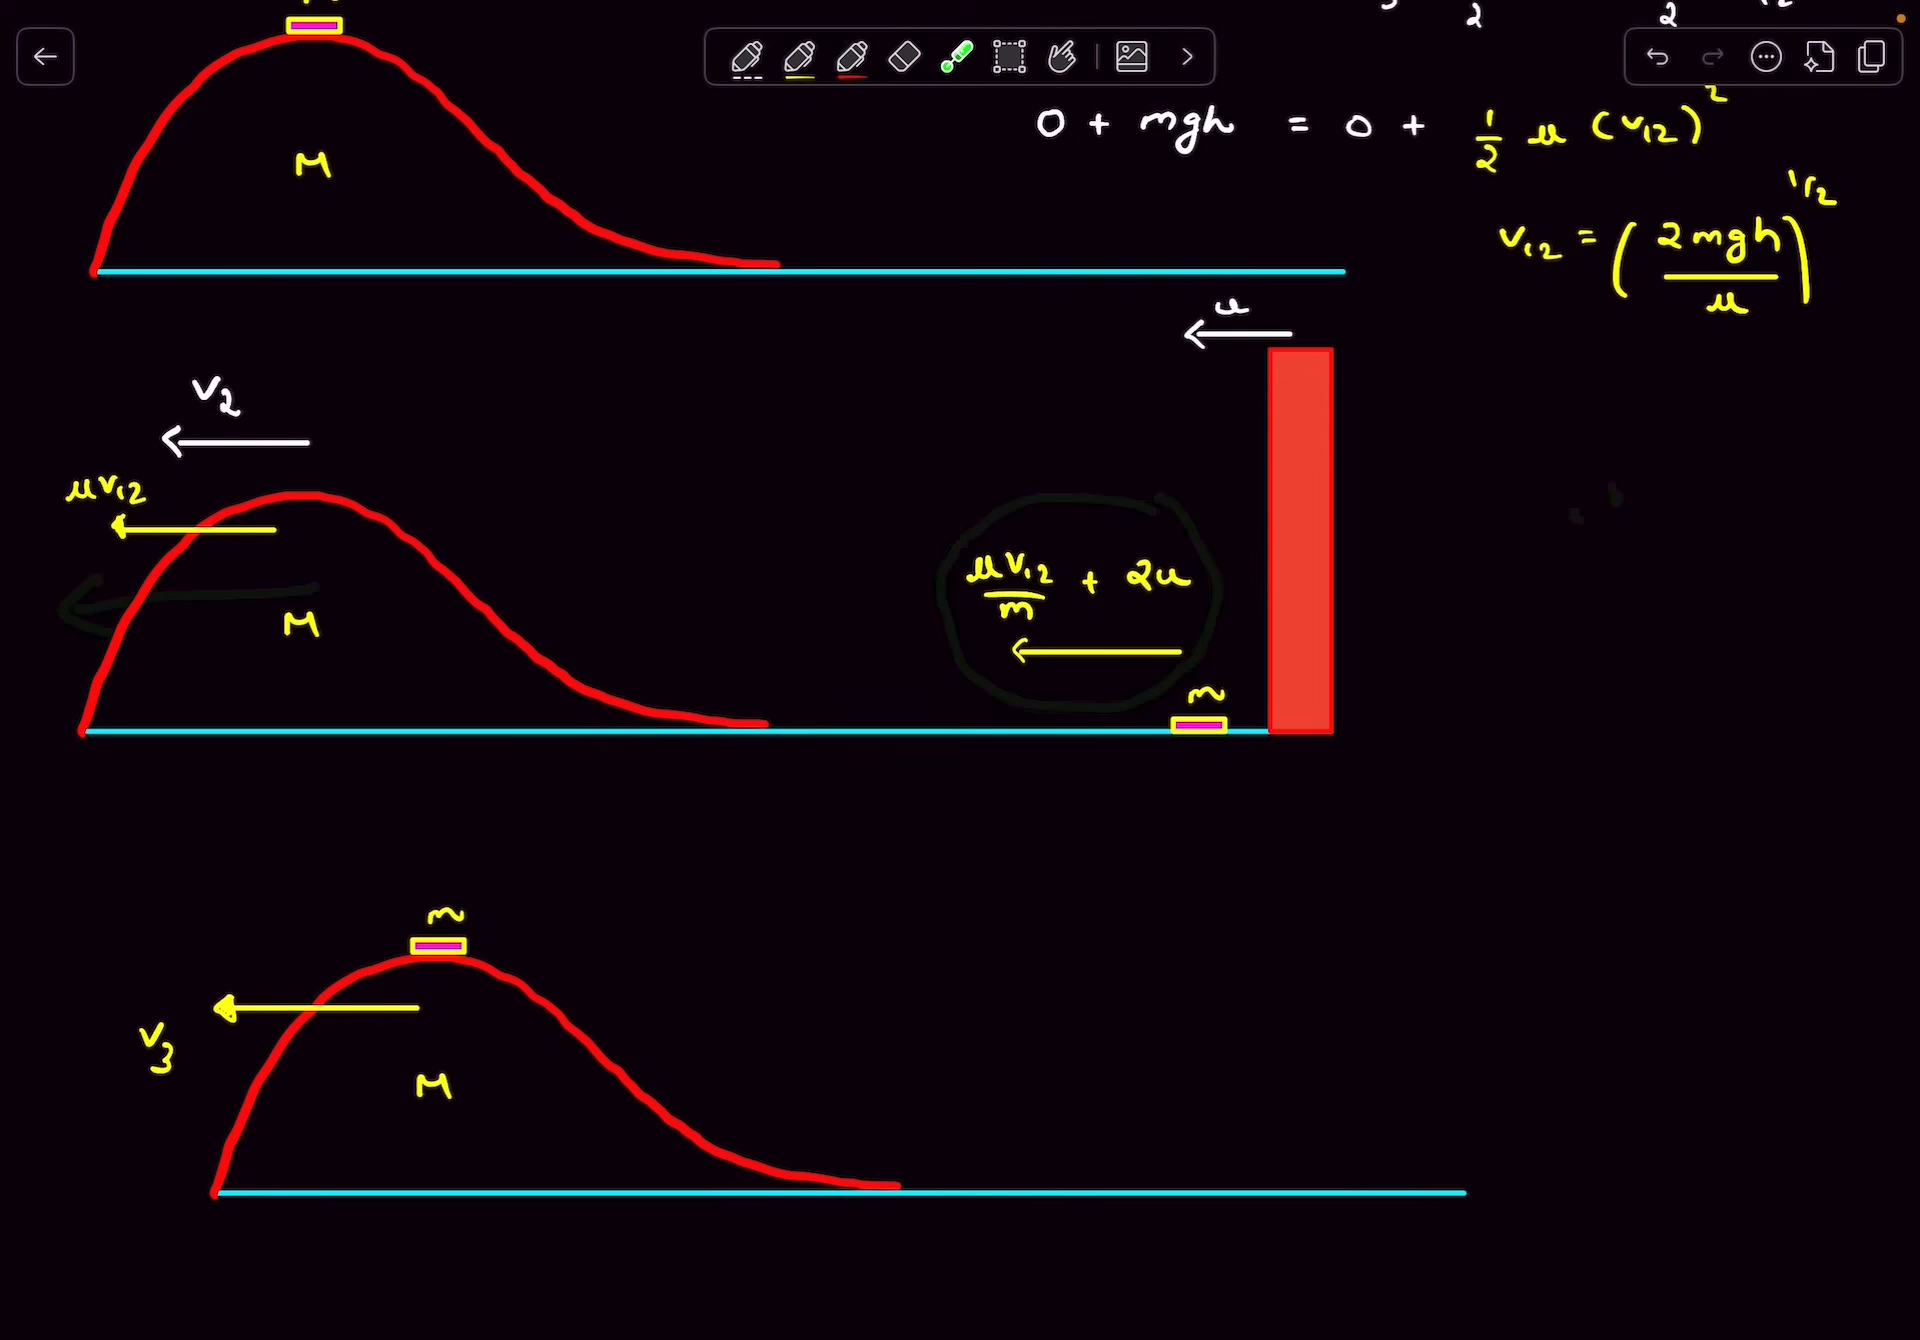 M
0 + mgh = 0 + 1/2 μ (v₁₂)²
v₁₂ = (2mgh/μ)^1/2
u
v₂
μv₁₂
M
μv₁₂/m + 2u
m
m
v₃
M